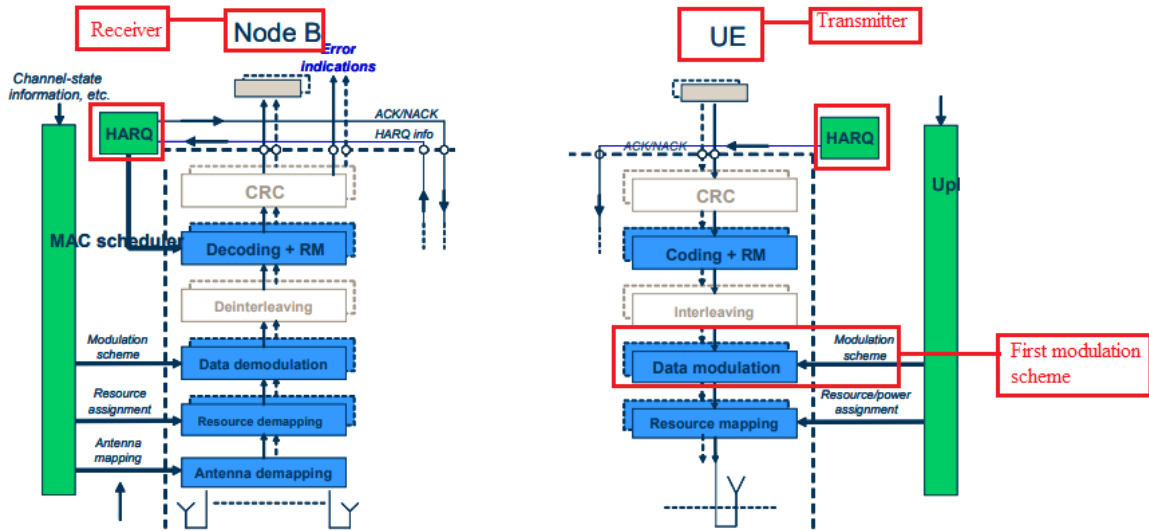 Receiver
Node B
Error
indications
Channel-state
information, etc.
HARQ
ACK/NACK
HARQ info
CRC
MAC scheduler
Decoding + RM
Deinterleaving
Modulation
scheme
Data demodulation
Resource
assignment
Resource demapping
Antenna
mapping
Antenna demapping
UE
Transmitter
HARQ
ACK/NACK
CRC
Upl
Coding + RM
Interleaving
Modulation
scheme
Data modulation
First modulation
scheme
Resource/power
assignment
Resource mapping